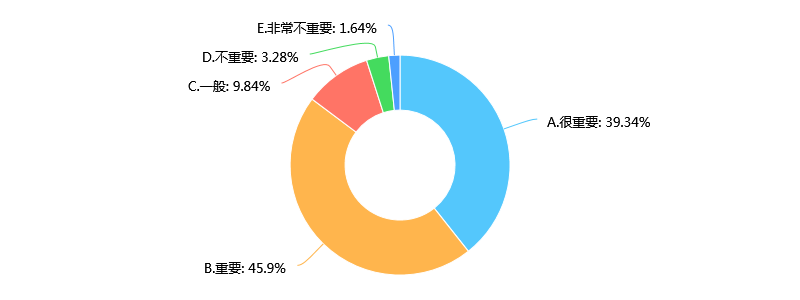 E.非常不重要: 1.64%
D.不重要: 3.28%
C.一般: 9.84%
A.很重要: 39.34%
B.重要: 45.9%